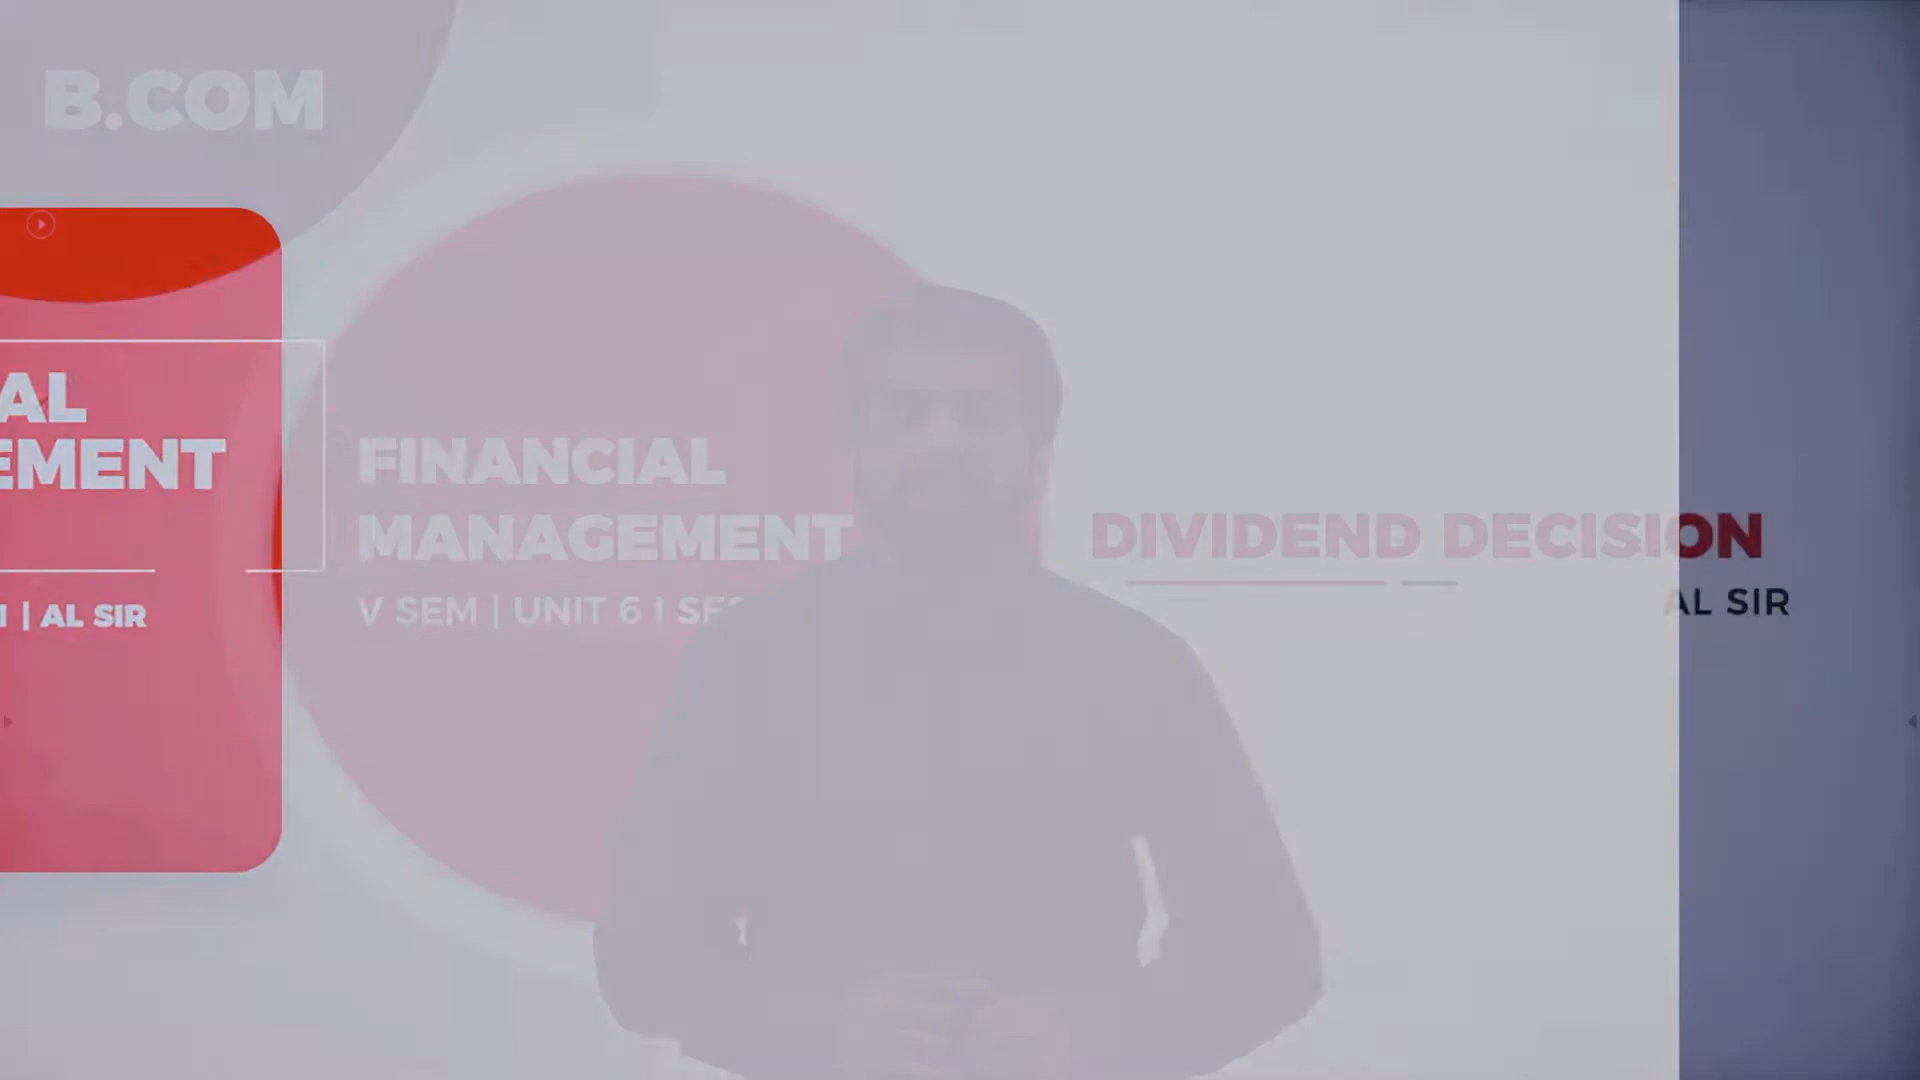 B.COM
AL
EMENT
| AL SIR
FINANCIAL
MANAGEMENT
V SEM | UNIT 6 |
DIVIDEND DECISION
AL SIR